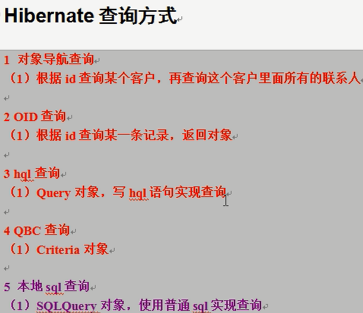 Hibernate 查询方式
1 对象导航查询
（1）根据 id 查询某个客户，再查询这个客户里面所有的联系人
2 OID 查询
（1）根据 id 查询某一条记录，返回对象
3 hql 查询
（1）Query 对象，写 hql 语句实现查询
4 QBC 查询
（1）Criteria 对象
5 本地 sql 查询
（1）SQLQuery 对象，使用普通 sql 实现查询